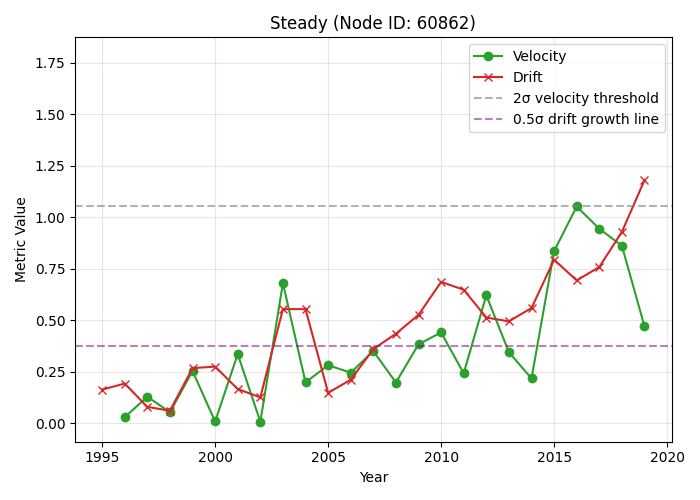 Steady (Node ID: 60862)
Velocity
Drift
2σ velocity threshold
0.5σ drift growth line
Metric Value
1.75
1.50
1.25
1.00
0.75
0.50
0.25
0.00
1995 2000 2005 2010 2015 2020
Year